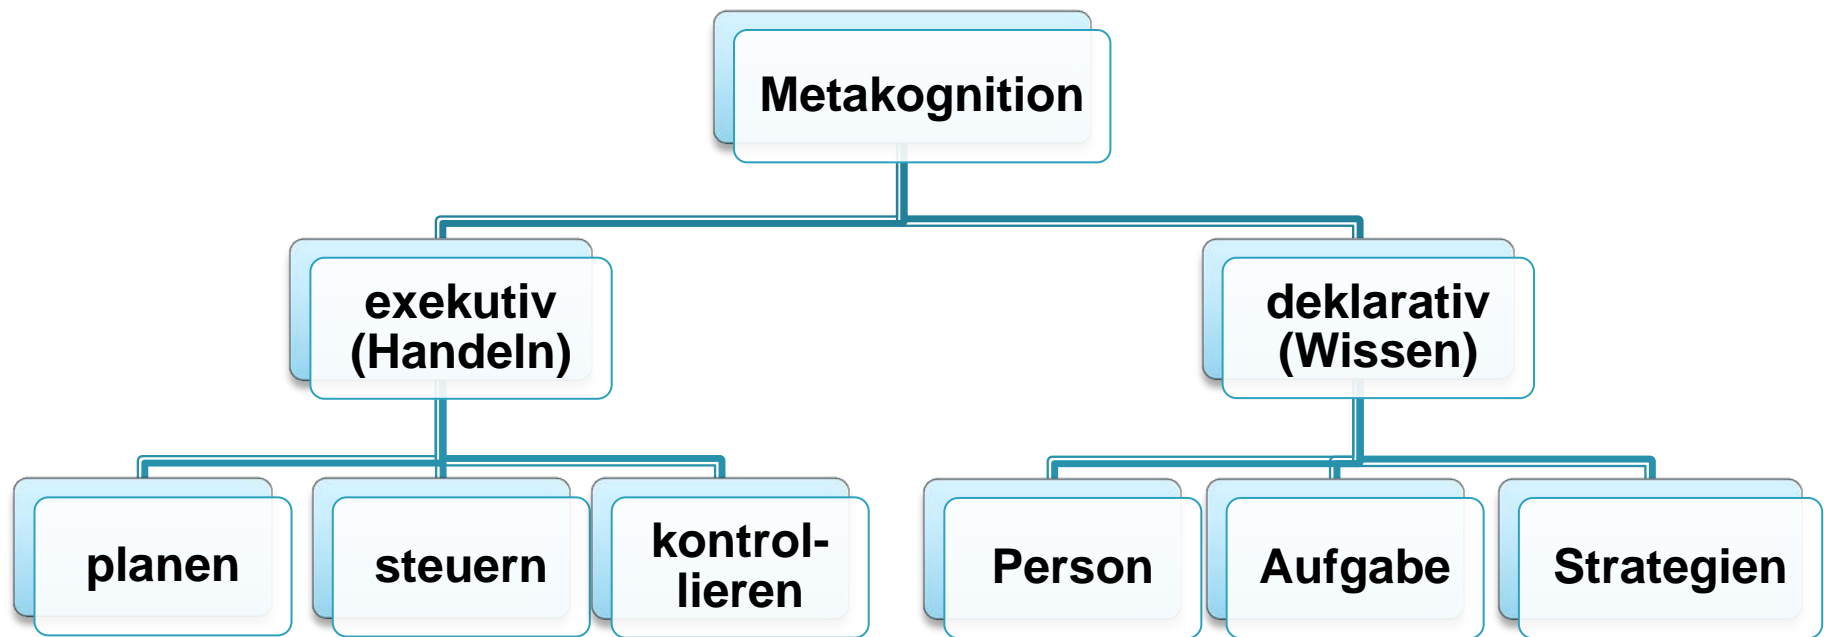 Metakognition
exekutiv
(Handeln)
deklarativ
(Wissen)
planen
steuern
kontrol-
lieren
Person
Aufgabe
Strategien